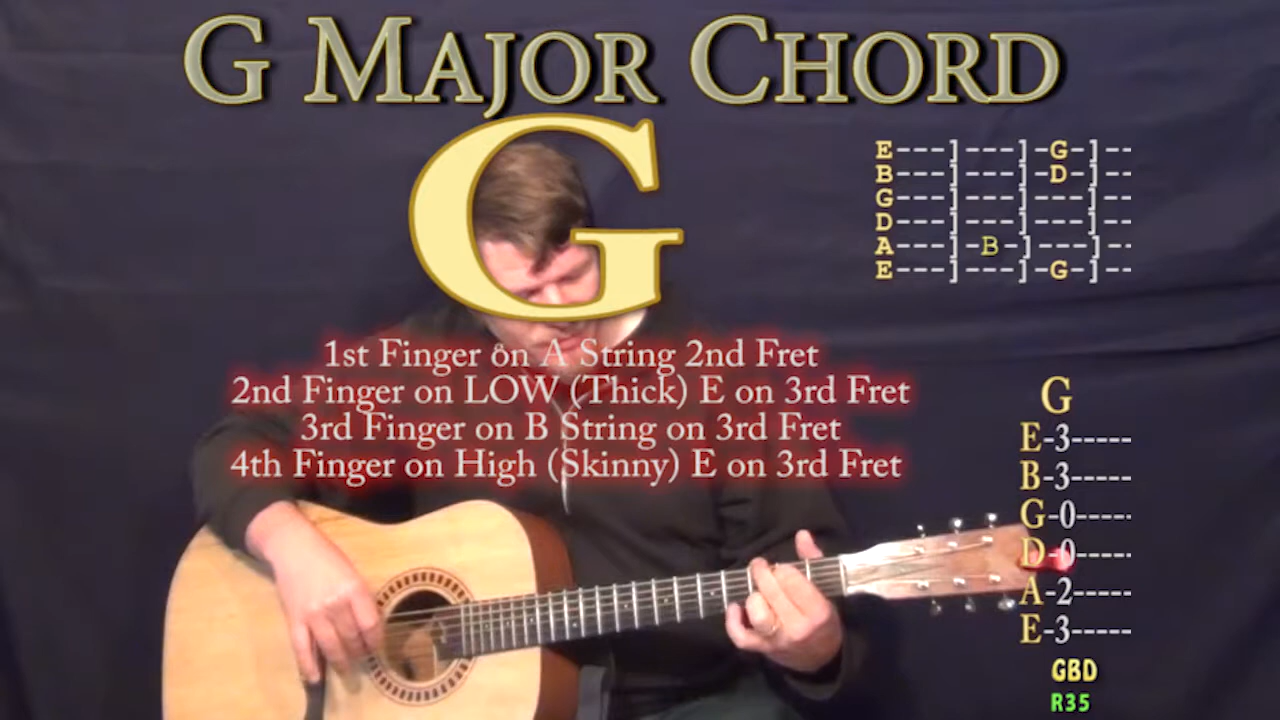 G MAJOR CHORD
G
E---]---]-G-]--
B---]---]-D-]--
G---]---]---]--
D---]---]---]--
A---]-B-]---]--
E---]---]-G-]--
1st Finger on A String 2nd Fret
2nd Finger on LOW (Thick) E on 3rd Fret
3rd Finger on B String on 3rd Fret
4th Finger on High (Skinny) E on 3rd Fret
G
E-3-----
B-3-----
G-0-----
D-0-----
A-2-----
E-3-----
GBD
R35